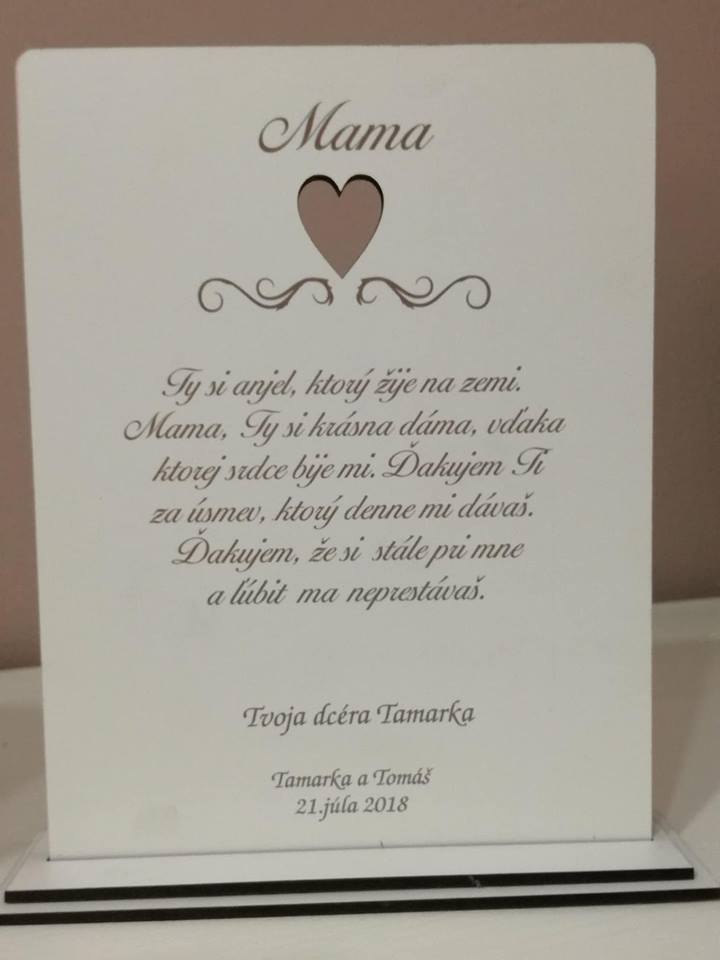 Mama
Ty si anjel, ktorý žije na zemi.
Mama, Ty si krásna dáma, vďaka
ktorej srdce bije mi. Ďakujem Ti
za úsmev, ktorý denne mi dávaš.
Ďakujem, že si stále pri mne
a ľúbit ma neprestávaš.
Tvoja dcéra Tamarka
Tamarka a Tomáš
21.júla 2018